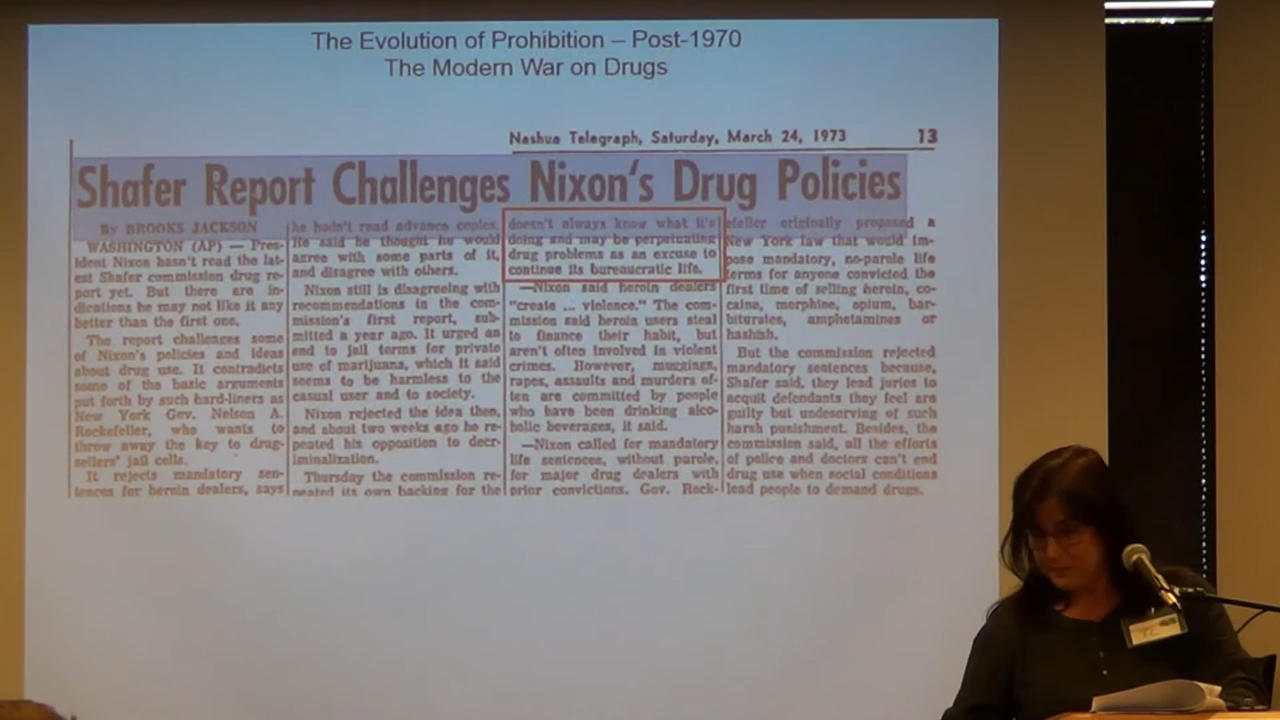 The Evolution of Prohibition – Post-1970
The Modern War on Drugs
Nashua Telegraph, Saturday, March 24, 1973 13
Shafer Report Challenges Nixon's Drug Policies
By BROOKS JACKSON
WASHINGTON (AP) — Pres-
ident Nixon hasn't read the lat-
est Shafer commission drug re-
port yet. But there are in-
dications he may not like it any
better than the first one.
The report challenges some
of Nixon's policies and ideas
about drug use. It contradicts
some of the basic arguments
put forth by such hard-liners as
New York Gov. Nelson A.
Rockefeller, who wants to
throw away the key to drug-
sellers' jail cells.
It rejects mandatory sen-
tences for heroin dealers, says
he hadn't read advance copies.
He said he thought he would
agree with some parts of it,
and disagree with others.
Nixon still is disagreeing with
recommendations in the com-
mission's first report, sub-
mitted a year ago. It urged an
end to jail terms for private
use of marijuana, which it said
seems to be harmless to the
casual user and to society.
Nixon rejected the idea then,
and about two weeks ago he re-
peated his opposition to decr-
iminalization.
Thursday the commission re-
peated its own backing for the
doesn't always know what it's
doing and may be perpetuating
drug problems as an excuse to
continue its bureaucratic life.
—Nixon said heroin dealers
"create ... violence." The com-
mission said heroin users steal
to finance their habit, but
aren't often involved in violent
crimes. However, muggings,
rapes, assaults and murders of-
ten are committed by people
who have been drinking alco-
holic beverages, it said.
—Nixon called for mandatory
life sentences, without parole,
for major drug dealers with
prior convictions. Gov. Rock-
efeller originally proposed a
New York law that would im-
pose mandatory, no-parole life
terms for anyone convicted the
first time of selling heroin, co-
caine, morphine, opium, bar-
biturates, amphetamines or
hashish.
But the commission rejected
mandatory sentences because,
Shafer said, they lead juries to
acquit defendants they feel are
guilty but undeserving of such
harsh punishment. Besides, the
commission said, all the efforts
of police and doctors can't end
drug use when social conditions
lead people to demand drugs.